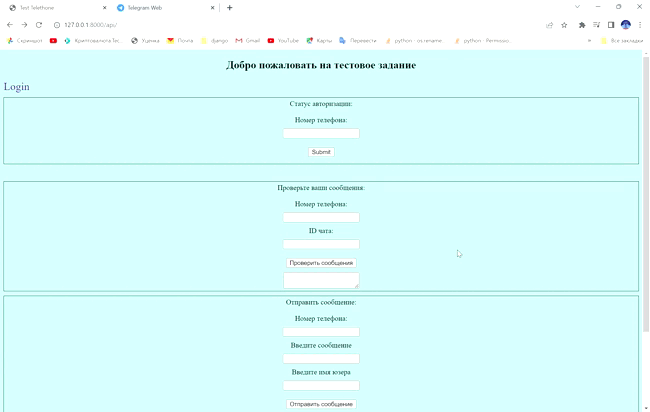 Test Telethone
Telegram Web
127.0.0.1:8000/api/
Скриншот
Криптовалюта Тес...
Уценка
Почта
django
Gmail
YouTube
Карты
Перевести
python - os.rename...
python - Permissio...
»
Все закладки
Добро пожаловать на тестовое задание
Login
Статус авторизации:
Номер телефона:
Submit
Проверьте ваши сообщения:
Номер телефона:
ID чата:
Проверить сообщения
Отправить сообщение:
Номер телефона:
Введите сообщение
Введите имя юзера
Отправить сообщение